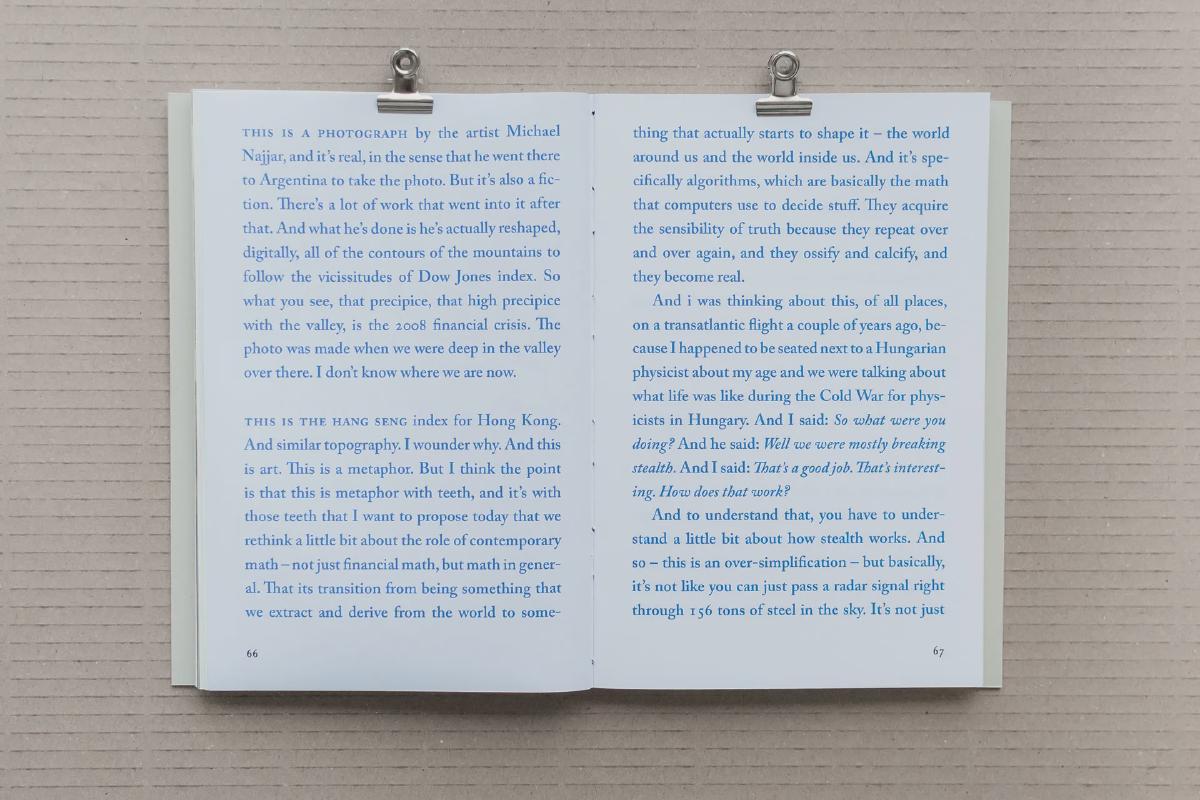 THIS IS A PHOTOGRAPH by the artist Michael
Najjar, and it's real, in the sense that he went there
to Argentina to take the photo. But it's also a fic-
tion. There's a lot of work that went into it after
that. And what he's done is he's actually reshaped,
digitally, all of the contours of the mountains to
follow the vicissitudes of Dow Jones index. So
what you see, that precipice, that high precipice
with the valley, is the 2008 financial crisis. The
photo was made when we were deep in the valley
over there. I don't know where we are now.
THIS IS THE HANG SENG index for Hong Kong.
And similar topography. I wounder why. And this
is art. This is a metaphor. But I think the point
is that this is metaphor with teeth, and it's with
those teeth that I want to propose today that we
rethink a little bit about the role of contemporary
math – not just financial math, but math in gener-
al. That its transition from being something that
we extract and derive from the world to some-
66
thing that actually starts to shape it – the world
around us and the world inside us. And it's spe-
cifically algorithms, which are basically the math
that computers use to decide stuff. They acquire
the sensibility of truth because they repeat over
and over again, and they ossify and calcify, and
they become real.
And i was thinking about this, of all places,
on a transatlantic flight a couple of years ago, be-
cause I happened to be seated next to a Hungarian
physicist about my age and we were talking about
what life was like during the Cold War for phys-
icists in Hungary. And I said: So what were you
doing? And he said: Well we were mostly breaking
stealth. And I said: That's a good job. That's interest-
ing. How does that work?
And to understand that, you have to under-
stand a little bit about how stealth works. And
so – this is an over-simplification – but basically,
it's not like you can just pass a radar signal right
through 156 tons of steel in the sky. It's not just
67